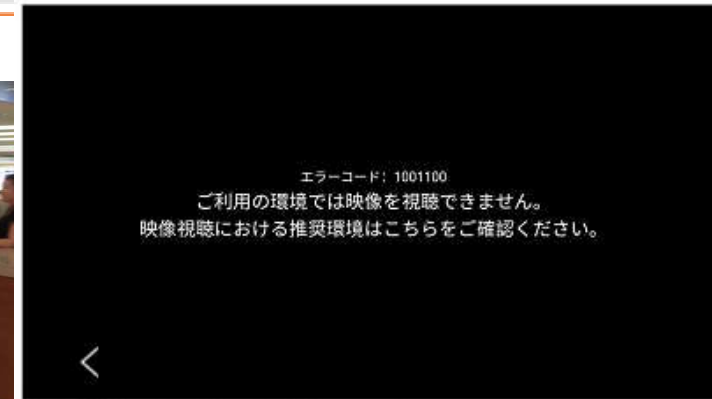 エラーコード: 1001100
ご利用の環境では映像を視聴できません。
映像視聴における推奨環境はこちらをご確認ください。